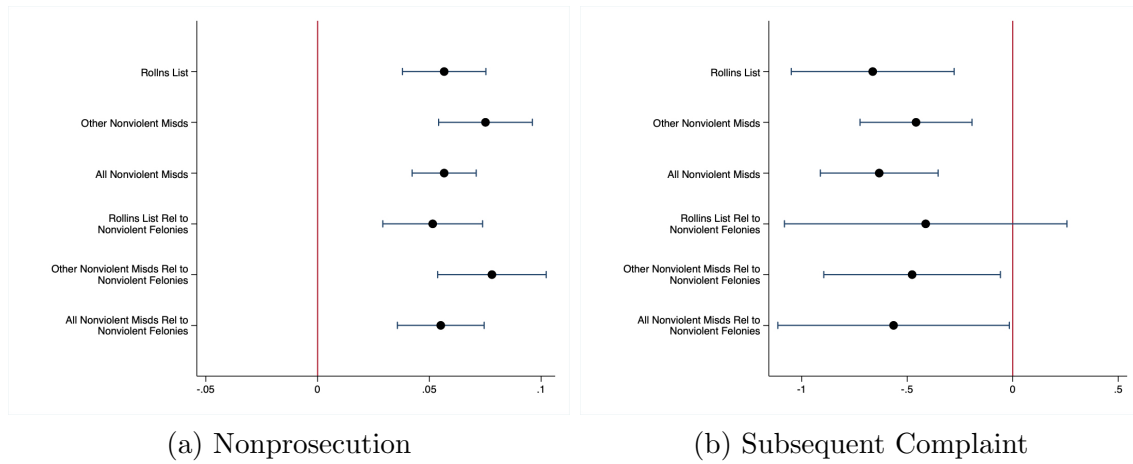 Rollns List
Other Nonviolent Misds
All Nonviolent Misds
Rollins List Rel to
Nonviolent Felonies
Other Nonviolent Misds Rel to
Nonviolent Felonies
All Nonviolent Misds Rel to
Nonviolent Felonies
-.05
0
.05
.1
(a) Nonprosecution
Rollins List
Other Nonviolent Misds
All Nonviolent Misds
Rollins List Rel to
Nonviolent Felonies
Other Nonviolent Misds Rel to
Nonviolent Felonies
All Nonviolent Misds Rel to
Nonviolent Felonies
-1
-.5
0
.5
(b) Subsequent Complaint